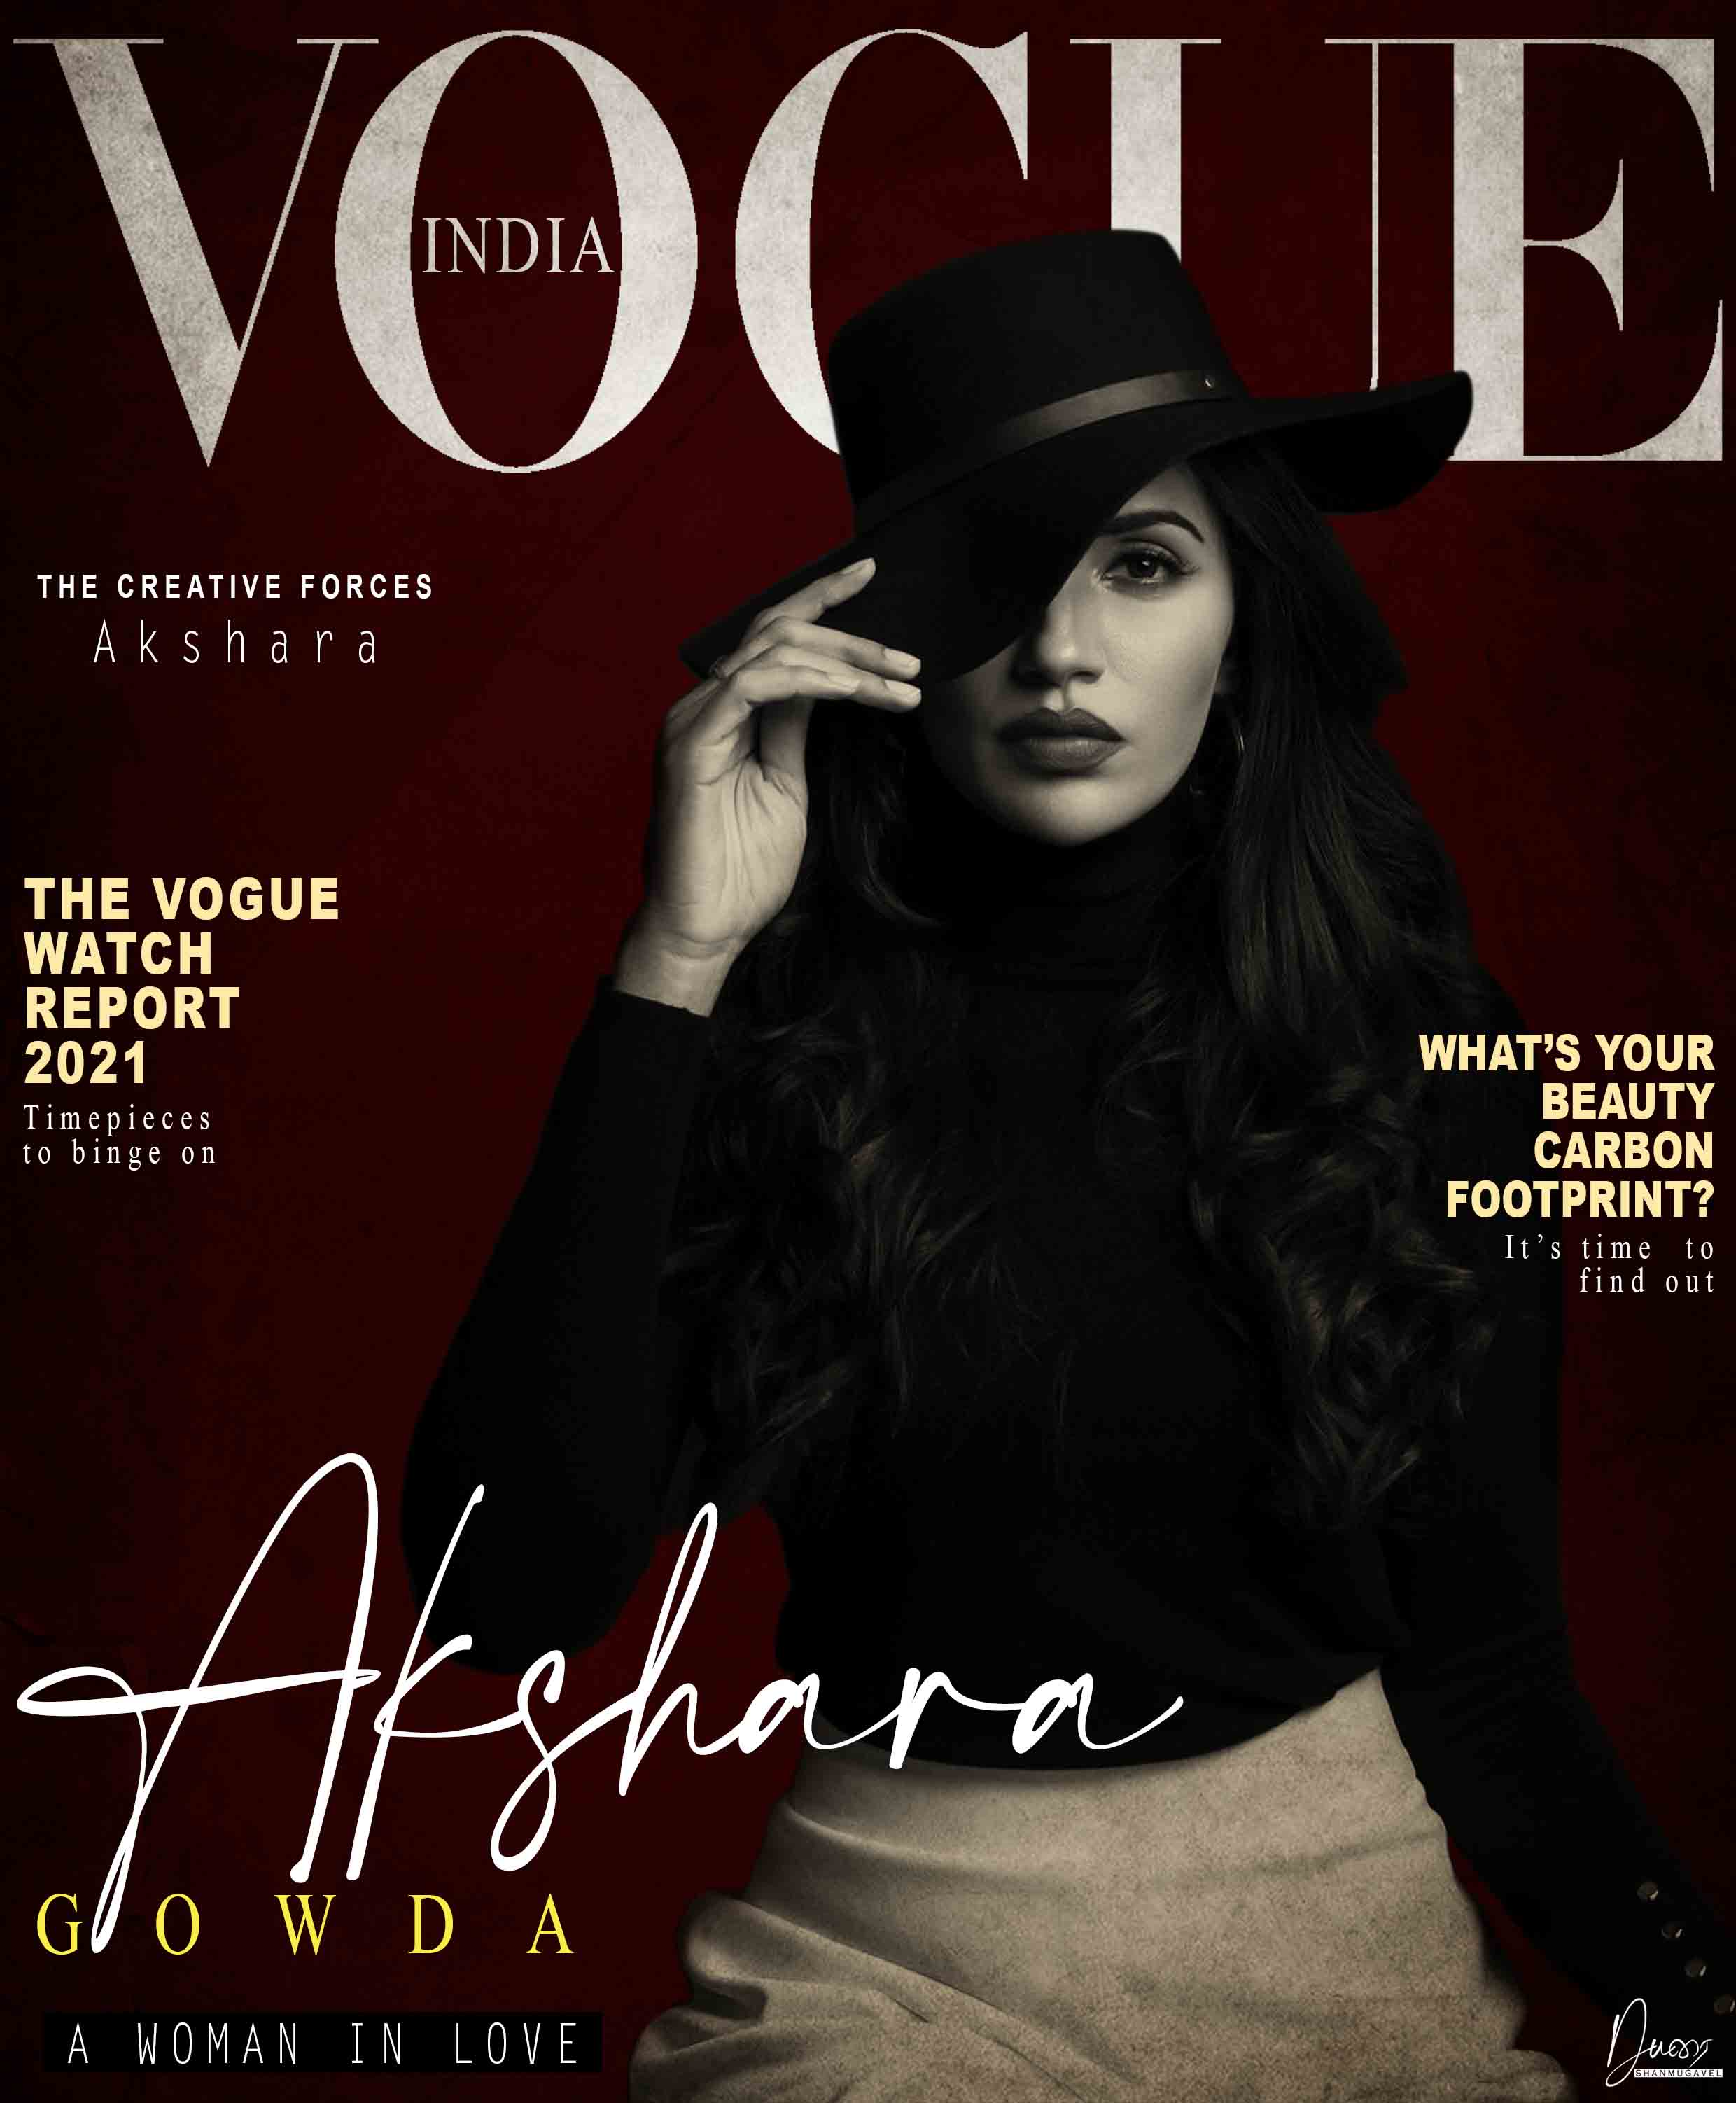 VOGUE
INDIA
THE CREATIVE FORCES
Akshara
THE VOGUE
WATCH
REPORT
2021
Timepieces
to binge on
WHAT'S YOUR
BEAUTY
CARBON
FOOTPRINT?
It's time to
find out
Akshara
GOWDA
A WOMAN IN LOVE
SHANMUGAVEL